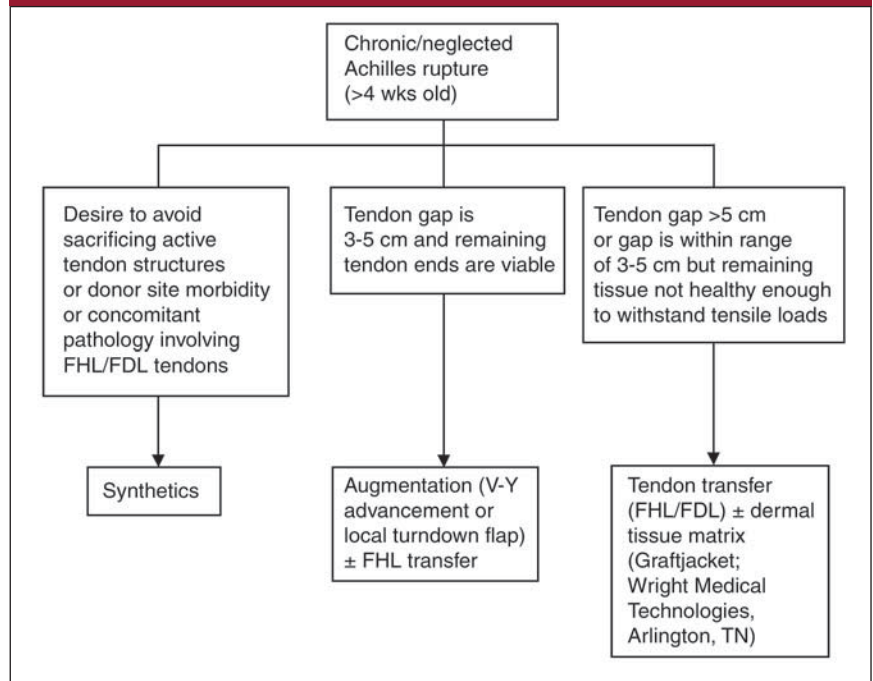 Chronic/neglected
Achilles rupture
(>4 wks old)
Desire to avoid
sacrificing active
tendon structures
or donor site morbidity
or concomitant
pathology involving
FHL/FDL tendons
Tendon gap is
3-5 cm and remaining
tendon ends are viable
Tendon gap >5 cm
or gap is within range
of 3-5 cm but remaining
tissue not healthy enough
to withstand tensile loads
Synthetics
Augmentation (V-Y
advancement or
local turndown flap)
± FHL transfer
Tendon transfer
(FHL/FDL) ± dermal
tissue matrix
(Graftjacket;
Wright Medical
Technologies,
Arlington, TN)